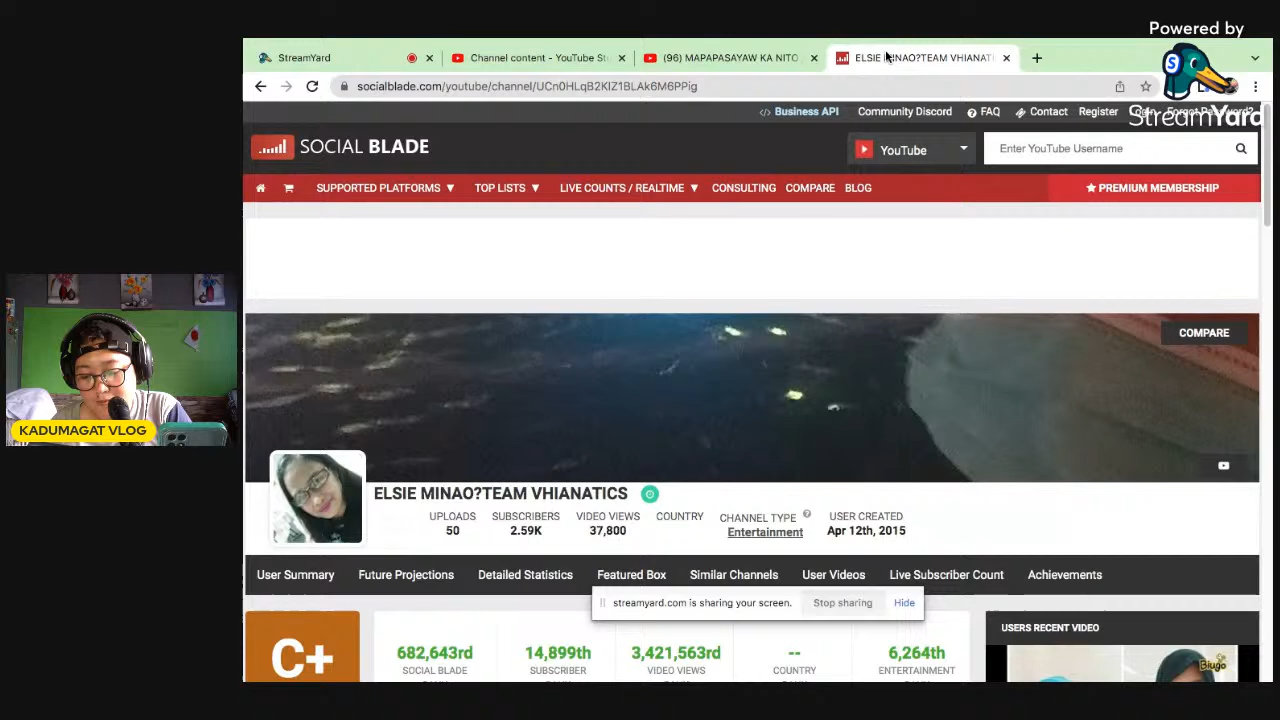 Powered by
StreamYard
StreamYard
Channel content - YouTube St
(96) MAPAPASAYAW KA NITO
ELSIE MINAO?TEAM VHIANATI
socialblade.com/youtube/channel/UCn0HLqB2KIZ1BLAk6M6PPig
</> Business API
Community Discord
FAQ
Contact
Register
Forgot Password?
SOCIAL BLADE
YouTube
Enter YouTube Username
SUPPORTED PLATFORMS
TOP LISTS
LIVE COUNTS / REALTIME
CONSULTING
COMPARE
BLOG
PREMIUM MEMBERSHIP
COMPARE
KADUMAGAT VLOG
ELSIE MINAO?TEAM VHIANATICS
UPLOADS
50
SUBSCRIBERS
2.59K
VIDEO VIEWS
37,800
COUNTRY
CHANNEL TYPE
Entertainment
USER CREATED
Apr 12th, 2015
User Summary
Future Projections
Detailed Statistics
Featured Box
Similar Channels
User Videos
Live Subscriber Count
Achievements
streamyard.com is sharing your screen.
Stop sharing
Hide
C+
682,643rd
SOCIAL BLADE
14,899th
SUBSCRIBER
3,421,563rd
VIDEO VIEWS
--
COUNTRY
6,264th
ENTERTAINMENT
USERS RECENT VIDEO
Biugo